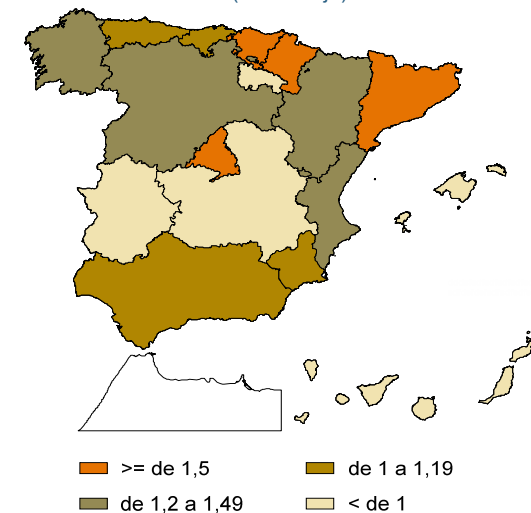 >= de 1,5
de 1 a 1,19
de 1,2 a 1,49
< de 1